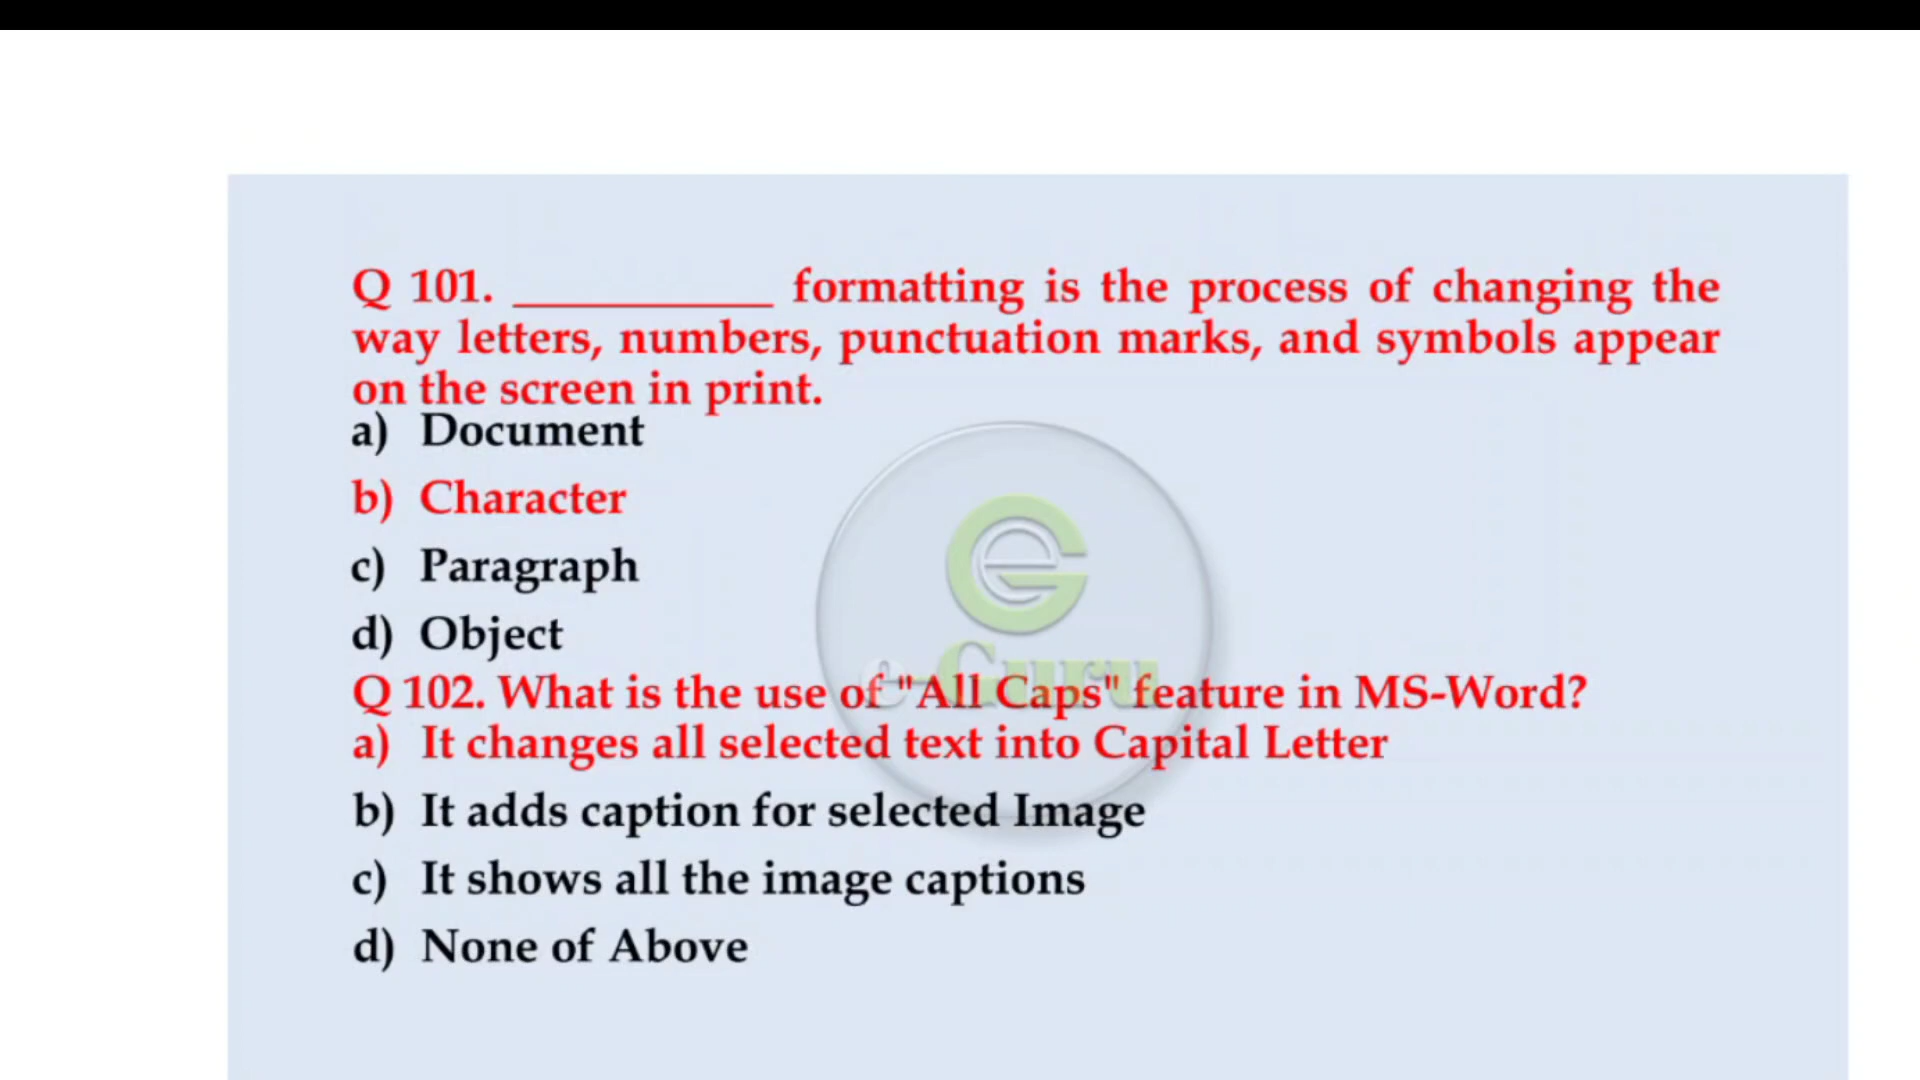 Q 101. __________ formatting is the process of changing the
way letters, numbers, punctuation marks, and symbols appear
on the screen in print.
a) Document
b) Character
c) Paragraph
d) Object
e-Guru
Q 102. What is the use of "All Caps" feature in MS-Word?
a) It changes all selected text into Capital Letter
b) It adds caption for selected Image
c) It shows all the image captions
d) None of Above